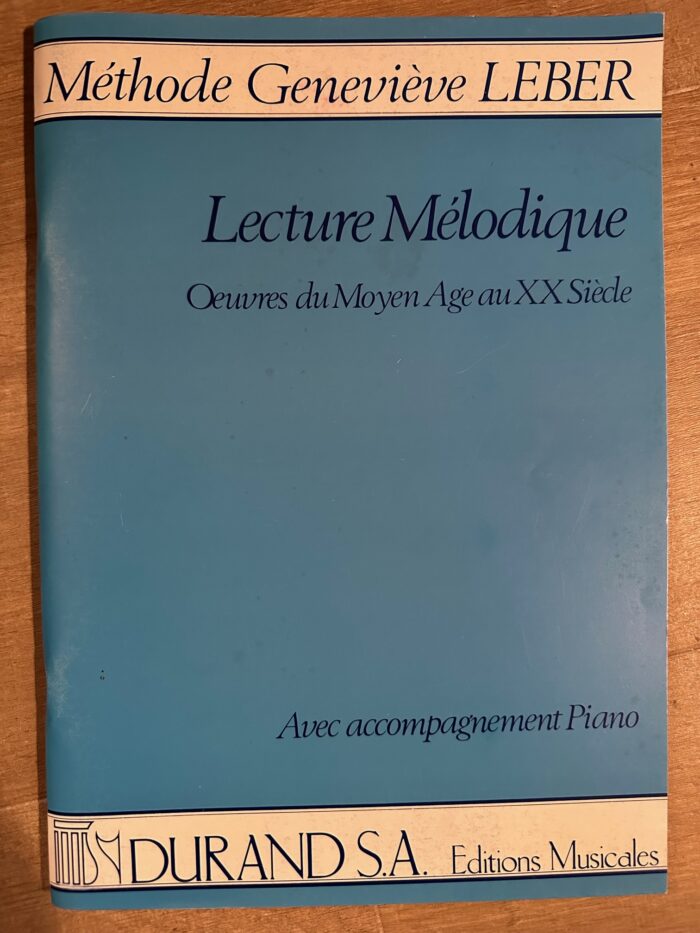 Méthode Geneviève LEBER
Lecture Mélodique
Oeuvres du Moyen Age au XX Siècle
Avec accompagnement Piano
DURAND S.A. Editions Musicales